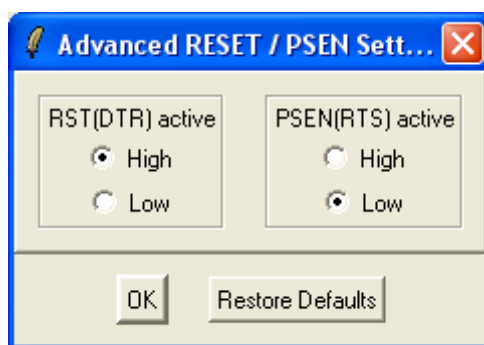 Advanced RESET / PSEN Sett...
RST(DTR) active
High
Low
PSEN(RTS) active
High
Low
OK
Restore Defaults